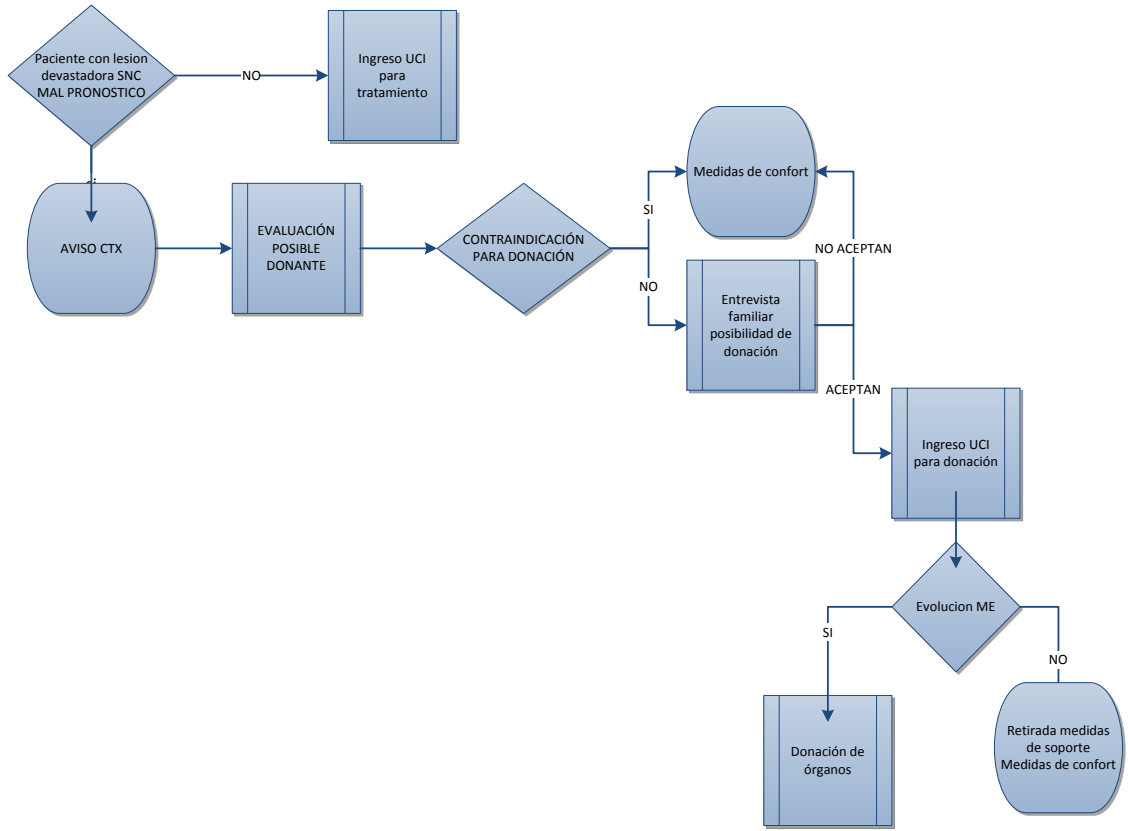 Paciente con lesion
devastadora SNC
MAL PRONOSTICO
NO
Ingreso UCI
para
tratamiento
AVISO CTX
EVALUACIÓN
POSIBLE
DONANTE
CONTRAINDICACIÓN
PARA DONACIÓN
SI
NO
Medidas de confort
NO ACEPTAN
Entrevista
familiar
posibilidad de
donación
ACEPTAN
Ingreso UCI
para donación
Evolucion ME
SI
NO
Donación de
órganos
Retirada medidas
de soporte
Medidas de confort